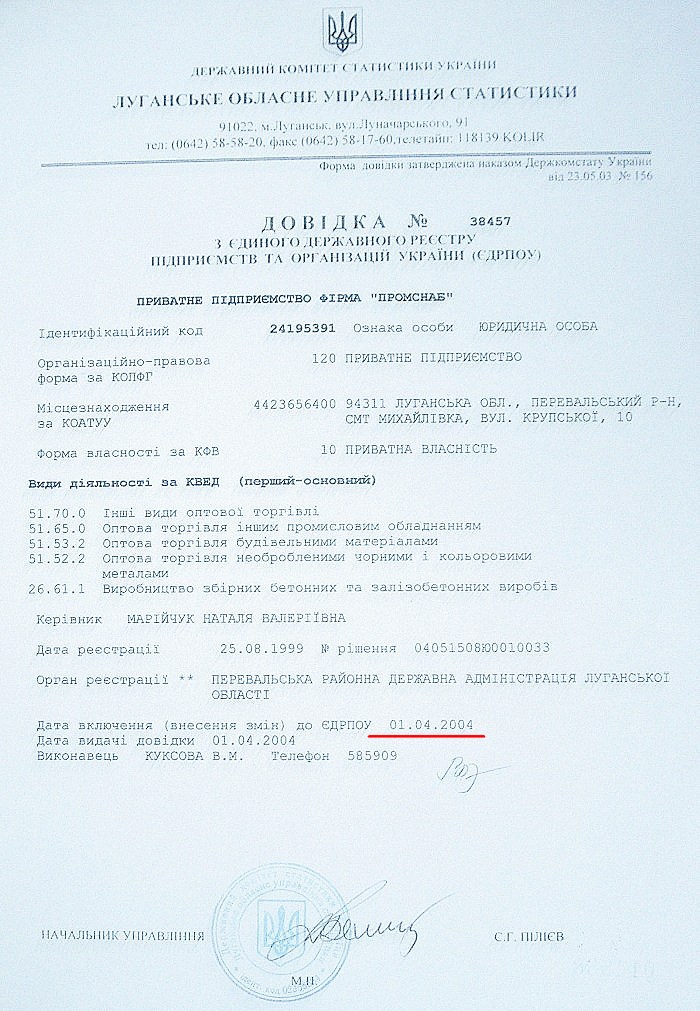 ДЕРЖАВНИЙ КОМІТЕТ СТАТИСТИКИ УКРАЇНИ
ЛУГАНСЬКЕ ОБЛАСНЕ УПРАВЛІННЯ СТАТИСТИКИ
91022, м.Луганськ, вул.Луначарського, 91
тел: (0642) 58-58-20, факс (0642) 58-17-60,телетайп: 118139 KOLIR
Форма довідки затверджена наказом Держкомстату України
від 23.05.03 № 156
ДОВІДКА № 38457
З ЄДИНОГО ДЕРЖАВНОГО РЕЄСТРУ
ПІДПРИЄМСТВ ТА ОРГАНІЗАЦІЙ УКРАЇНИ (ЄДРПОУ)
ПРИВАТНЕ ПІДПРИЄМСТВО ФІРМА "ПРОМСНАБ"
Ідентифікаційний код 24195391 Ознака особи ЮРИДИЧНА ОСОБА
Організаційно-правова 120 ПРИВАТНЕ ПІДПРИЄМСТВО
форма за КОПФГ
Місцезнаходження 4423656400 94311 ЛУГАНСЬКА ОБЛ., ПЕРЕВАЛЬСЬКИЙ Р-Н,
за КОАТУУ СМТ МИХАЙЛІВКА, ВУЛ. КРУПСЬКОЇ, 10
Форма власності за КФВ 10 ПРИВАТНА ВЛАСНІСТЬ
Види діяльності за КВЕД (перший-основний)
51.70.0 Інші види оптової торгівлі
51.65.0 Оптова торгівля іншим промисловим обладнанням
51.53.2 Оптова торгівля будівельними матеріалами
51.52.2 Оптова торгівля необробленими чорними і кольоровими
металами
26.61.1 Виробництво збірних бетонних та залізобетонних виробів
Керівник МАРІЙЧУК НАТАЛЯ ВАЛЕРІЇВНА
Дата реєстрації 25.08.1999 № рішення 04051508Ю0010033
Орган реєстрації ** ПЕРЕВАЛЬСЬКА РАЙОННА ДЕРЖАВНА АДМІНІСТРАЦІЯ ЛУГАНСЬКОЇ
ОБЛАСТІ
Дата включення (внесення змін) до ЄДРПОУ 01.04.2004
Дата видачі довідки 01.04.2004
Виконавець КУКСОВА В.М. Телефон 585909
НАЧАЛЬНИК УПРАВЛІННЯ С.Г. ПІЛІЄВ
М.П.